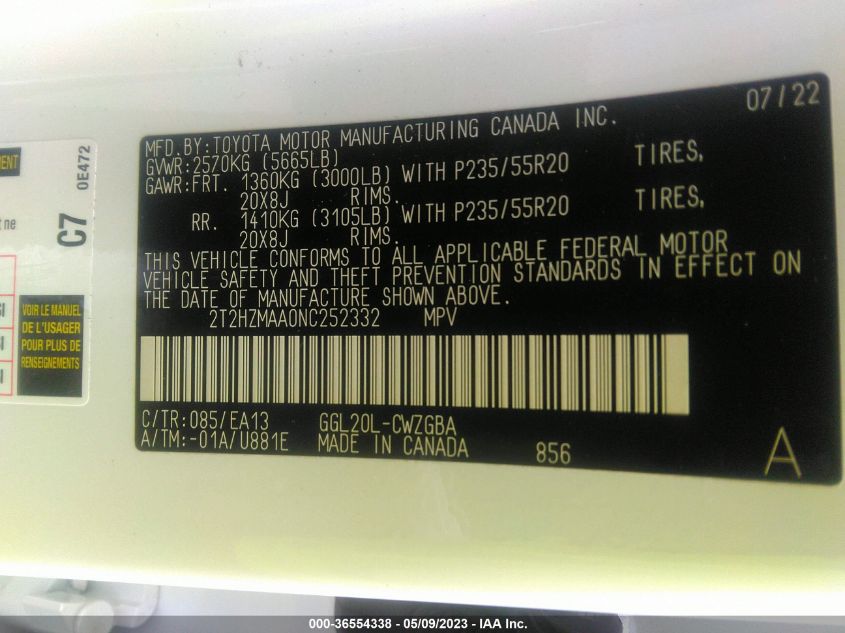 07/22
MFD.BY:TOYOTA MOTOR MANUFACTURING CANADA INC.
GVWR:2570KG (5665LB)
GAWR:FRT. 1360KG (3000LB) WITH P235/55R20 TIRES,
20X8J RIMS.
RR. 1410KG (3105LB) WITH P235/55R20 TIRES,
20X8J RIMS.
THIS VEHICLE CONFORMS TO ALL APPLICABLE FEDERAL MOTOR
VEHICLE SAFETY AND THEFT PREVENTION STANDARDS IN EFFECT ON
THE DATE OF MANUFACTURE SHOWN ABOVE.
2T2HZMAA0NC252332 MPV
C/TR:085/EA13 GGL20L-CWZGBA
A/TM:-01A/U881E MADE IN CANADA 856
A
0E472
C7
ne
VOIR LE MANUEL
DE L'USAGER
POUR PLUS DE
RENSEIGNEMENTS
000-36554338 - 05/09/2023 - IAA Inc.